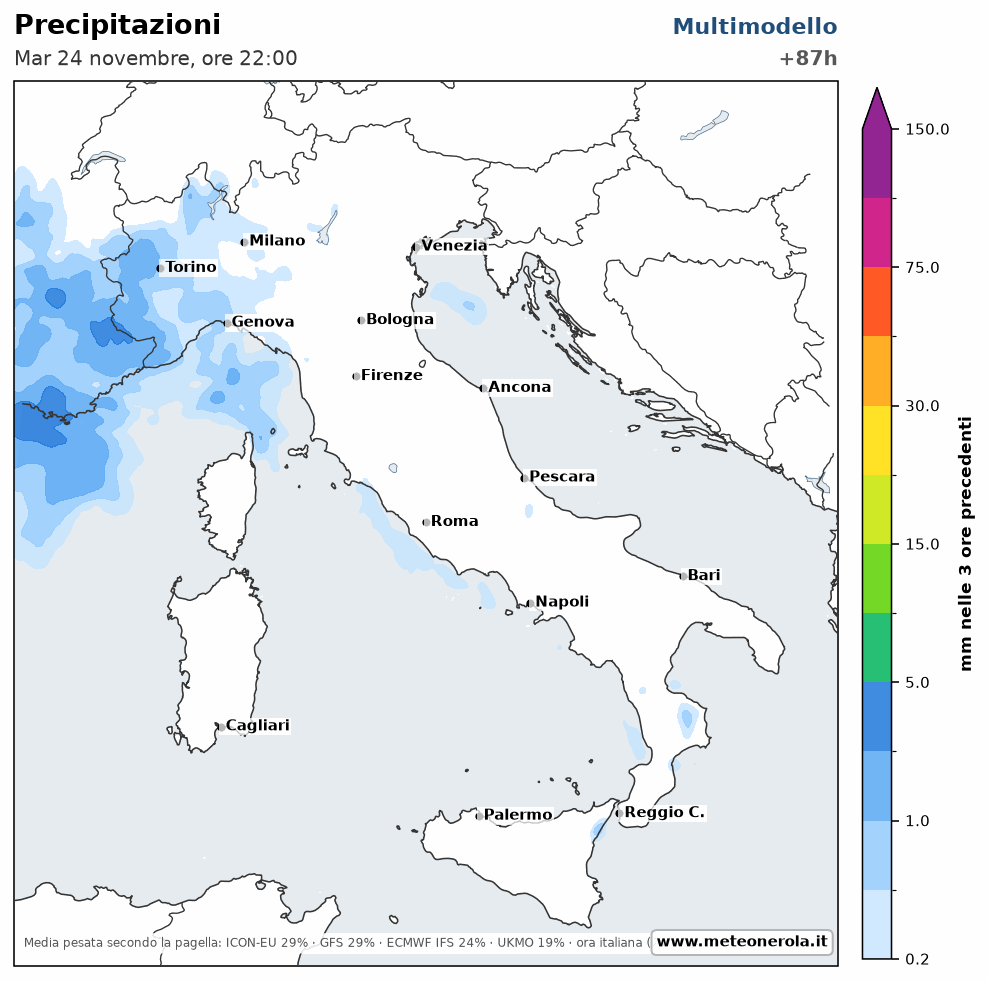 Precipitazioni
Multimodello
Mar 24 novembre, ore 22:00
+87h
150.0
75.0
30.0
15.0
5.0
1.0
0.2
mm nelle 3 ore precedenti
Milano
Venezia
Torino
Genova
Bologna
Firenze
Ancona
Pescara
Roma
Bari
Napoli
Cagliari
Palermo
Reggio C.
Media pesata secondo la pagella: ICON-EU 29% · GFS 29% · ECMWF IFS 24% · UKMO 19% · ora italiana (
www.meteonerola.it